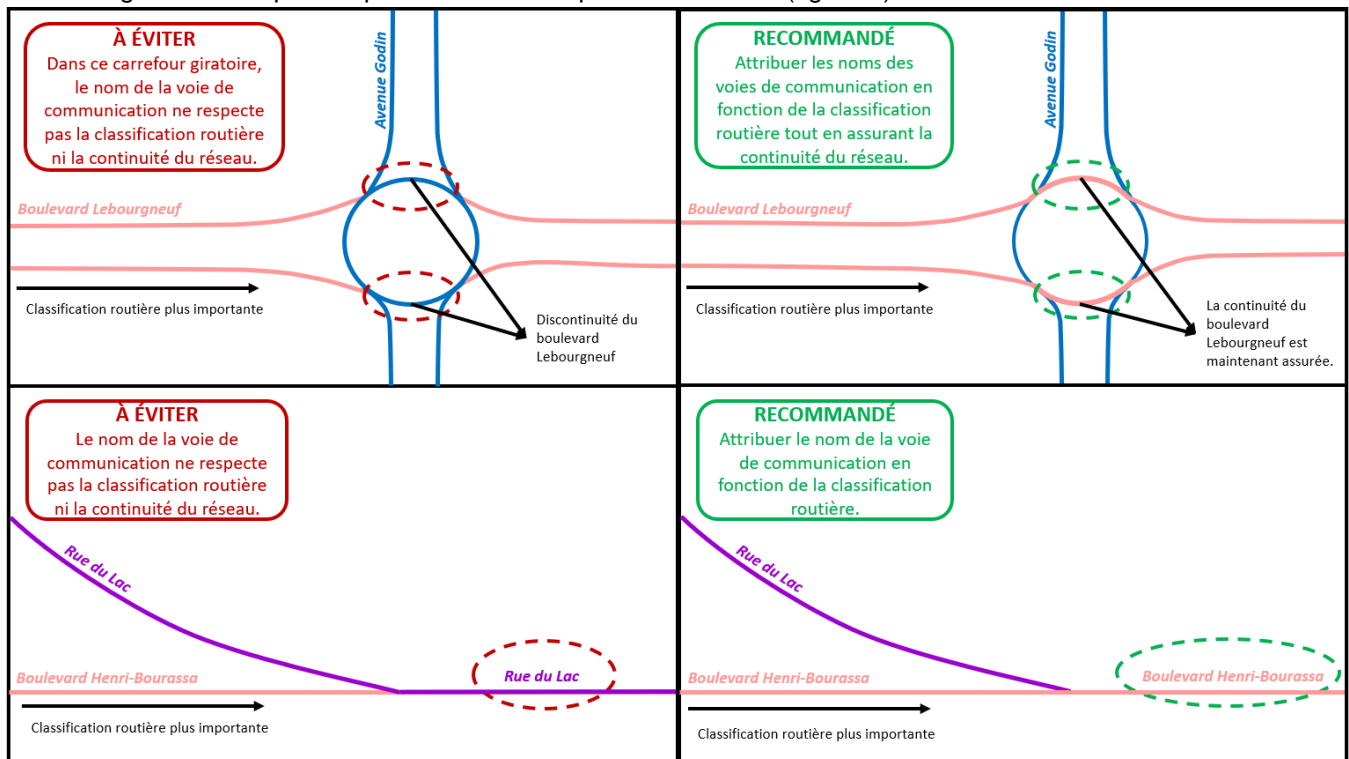 À ÉVITER
Dans ce carrefour giratoire,
le nom de la voie de
communication ne respecte
pas la classification routière
ni la continuité du réseau.
Avenue Godin
Boulevard Lebourgneuf
Classification routière plus importante
Discontinuité du
boulevard
Lebourgneuf
RECOMMANDÉ
Attribuer les noms des
voies de communication en
fonction de la classification
routière tout en assurant la
continuité du réseau.
Avenue Godin
Boulevard Lebourgneuf
Classification routière plus importante
La continuité du
boulevard
Lebourgneuf est
maintenant assurée.
À ÉVITER
Le nom de la voie de
communication ne respecte
pas la classification routière
ni la continuité du réseau.
Rue du Lac
Boulevard Henri-Bourassa
Rue du Lac
Classification routière plus importante
RECOMMANDÉ
Attribuer le nom de la voie
de communication en
fonction de la classification
routière.
Rue du Lac
Boulevard Henri-Bourassa
Boulevard Henri-Bourassa
Classification routière plus importante